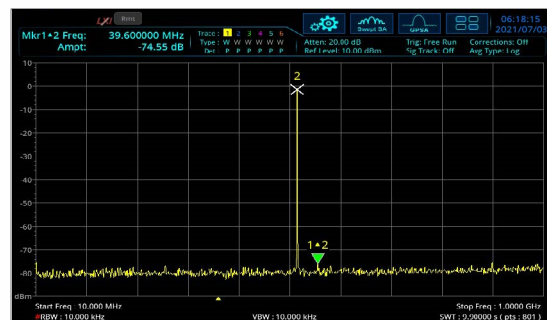 LXI Rmt
06:18:15
2021/07/03
Swept SA
GPSA
Mkr1▲2 Freq: 39.600000 MHz
Ampt: -74.55 dB
Trace: 1 2 3 4 5 6
Type: W W W W W W
Det: P P P P P P
Atten: 20.00 dB
Ref Level: 10.00 dBm
Trig: Free Run
Sig Track: Off
Corrections: Off
Avg Type: Log
10
0
-10
-20
-30
-40
-50
-60
-70
-80
dBm
2
1▲2
Start Freq : 10.000 MHz
Stop Freq : 1.0000 GHz
#RBW : 10.000 kHz
VBW : 10.000 kHz
SWT : 9.90000 s ( pts : 801 )